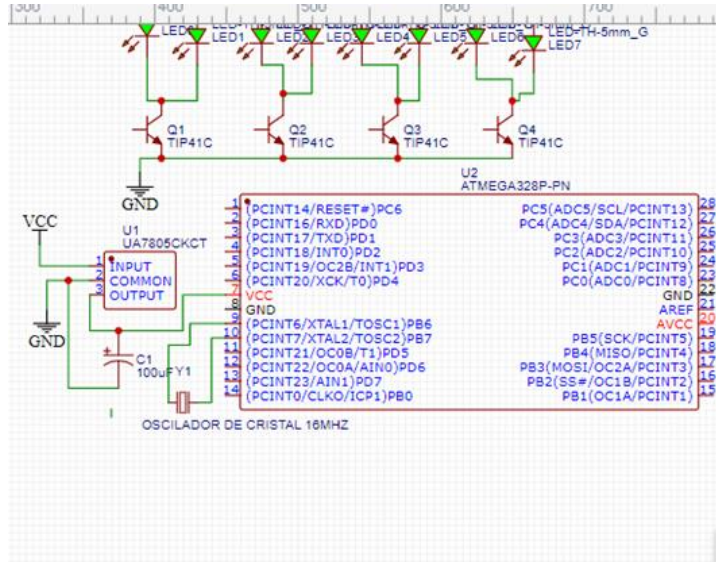 1300
400
500
600
700
LED1
LED4
LED-TH-5mm_G
LED7
Q1
TIP41C
Q2
TIP41C
Q3
TIP41C
Q4
TIP41C
GND
U2
ATMEGA328P-PN
VCC
U1
UA7805CKCT
1 INPUT
2 COMMON
3 OUTPUT
GND
C1
100uF
Y1
OSCILADOR DE CRISTAL 16MHZ
1 (PCINT14/RESET#)PC6
2 (PCINT16/RXD)PD0
3 (PCINT17/TXD)PD1
4 (PCINT18/INT0)PD2
5 (PCINT19/OC2B/INT1)PD3
6 (PCINT20/XCK/T0)PD4
7 VCC
8 GND
9 (PCINT6/XTAL1/TOSC1)PB6
10 (PCINT7/XTAL2/TOSC2)PB7
11 (PCINT21/OC0B/T1)PD5
12 (PCINT22/OC0A/AIN0)PD6
13 (PCINT23/AIN1)PD7
14 (PCINT0/CLKO/ICP1)PB0
PC5(ADC5/SCL/PCINT13) 28
PC4(ADC4/SDA/PCINT12) 27
PC3(ADC3/PCINT11) 26
PC2(ADC2/PCINT10) 25
PC1(ADC1/PCINT9) 24
PC0(ADC0/PCINT8) 23
GND 22
AREF 21
AVCC 20
PB5(SCK/PCINT5) 19
PB4(MISO/PCINT4) 18
PB3(MOSI/OC2A/PCINT3) 17
PB2(SS#/OC1B/PCINT2) 16
PB1(OC1A/PCINT1) 15